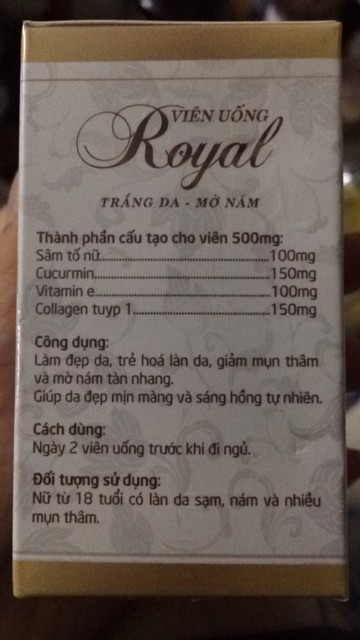 VIÊN UỐNG
Royal
TRẮNG DA - MỜ NÁM
Thành phần cấu tạo cho viên 500mg:
Sâm tố nữ..........................................100mg
Cucurmin...........................................150mg
Vitamin e...........................................100mg
Collagen tuyp 1.................................150mg
Công dụng:
Làm đẹp da, trẻ hoá làn da, giảm mụn thâm
và mờ nám tàn nhang.
Giúp da đẹp mịn màng và sáng hồng tự nhiên.
Cách dùng:
Ngày 2 viên uống trước khi đi ngủ.
Đối tượng sử dụng:
Nữ từ 18 tuổi có làn da sạm, nám và nhiều
mụn thâm.